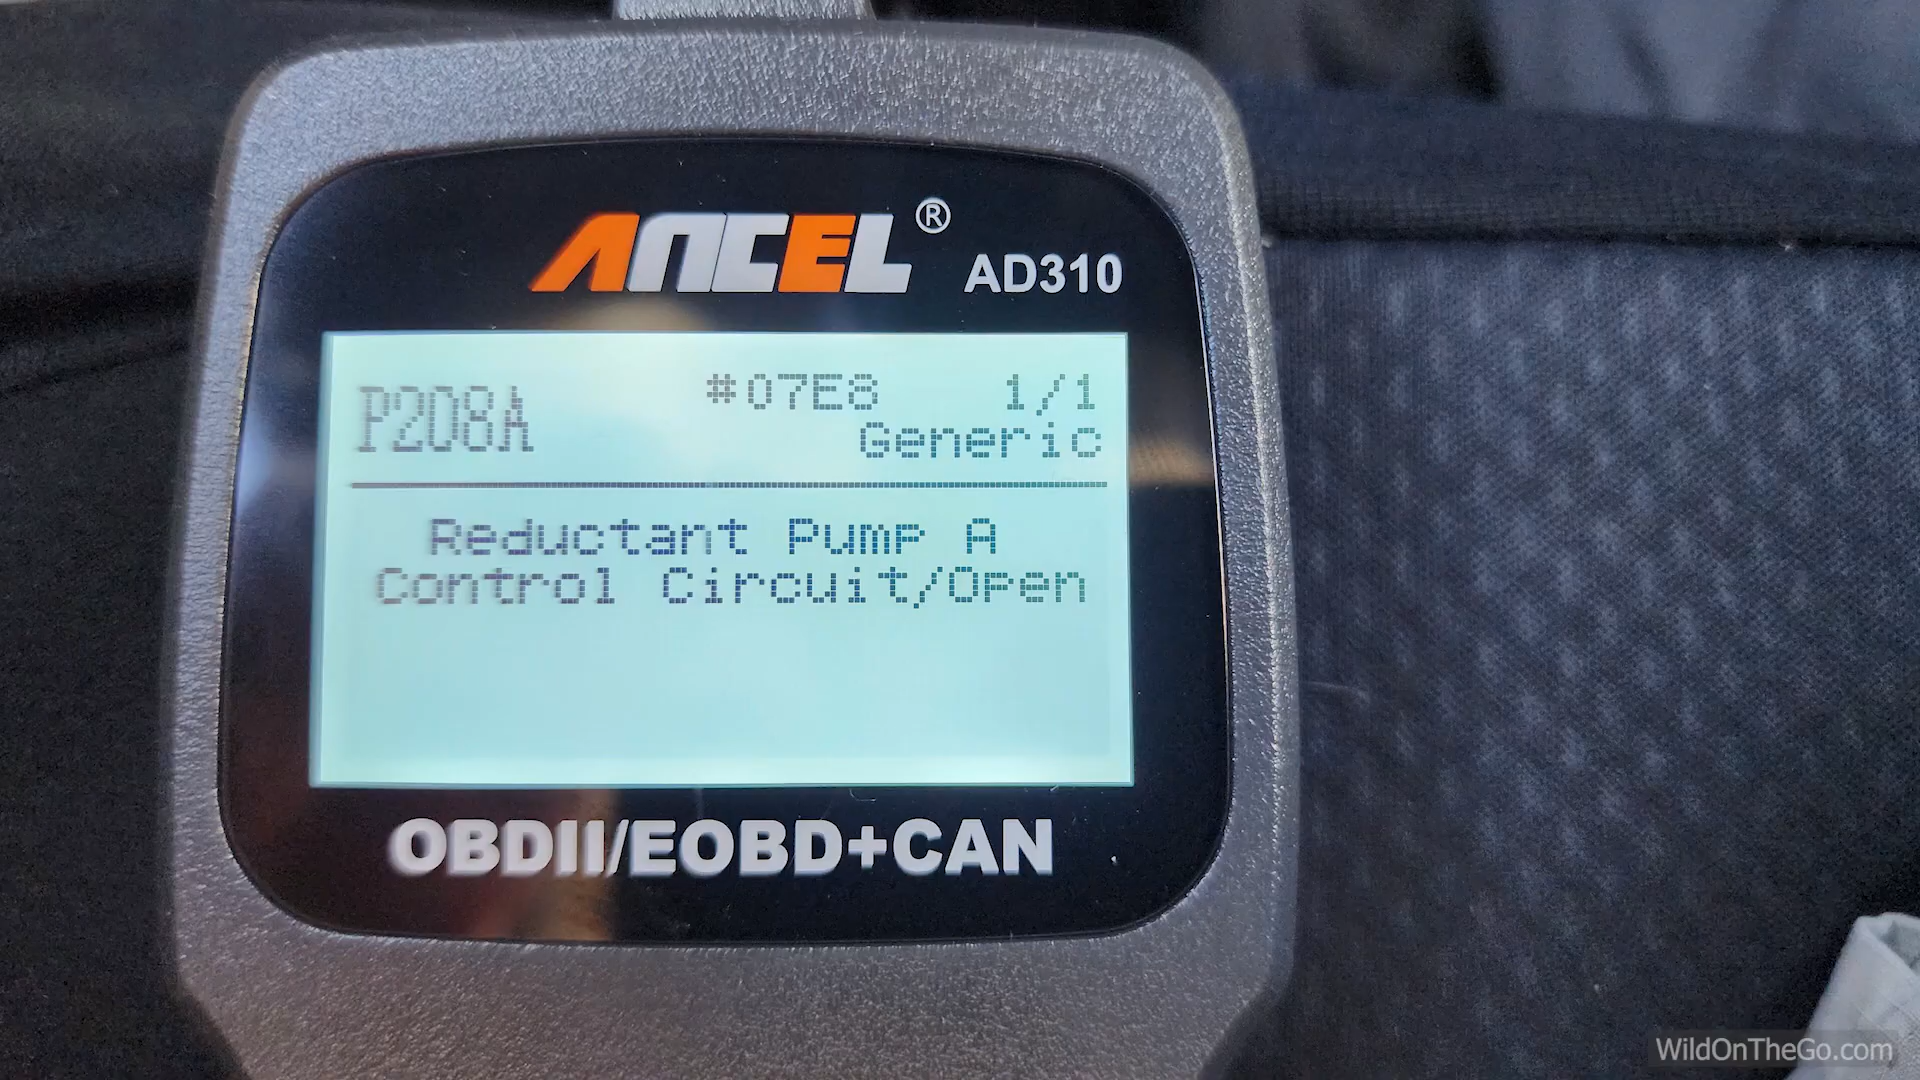 ANCEL® AD310
P208A #07E8 1/1
Generic
Reductant Pump A
Control Circuit/Open
OBDII/EOBD+CAN
WildOnTheGo.com